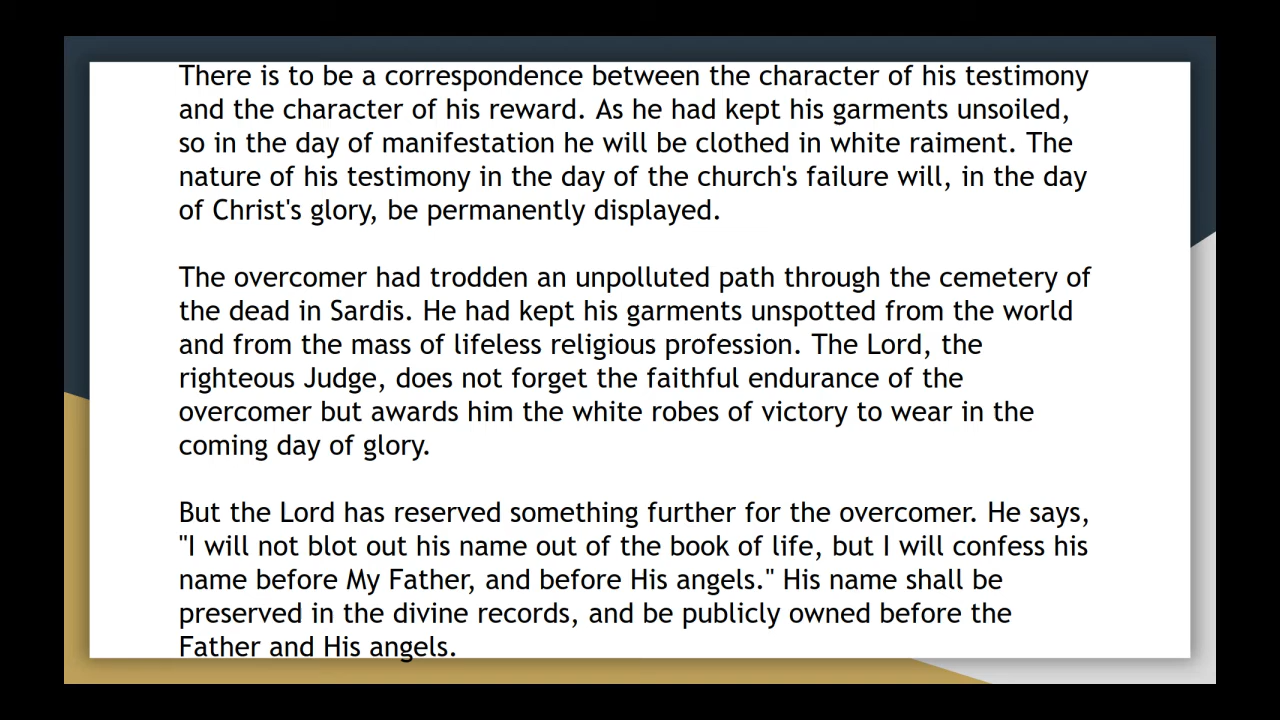 There is to be a correspondence between the character of his testimony
and the character of his reward. As he had kept his garments unsoiled,
so in the day of manifestation he will be clothed in white raiment. The
nature of his testimony in the day of the church's failure will, in the day
of Christ's glory, be permanently displayed.
The overcomer had trodden an unpolluted path through the cemetery of
the dead in Sardis. He had kept his garments unspotted from the world
and from the mass of lifeless religious profession. The Lord, the
righteous Judge, does not forget the faithful endurance of the
overcomer but awards him the white robes of victory to wear in the
coming day of glory.
But the Lord has reserved something further for the overcomer. He says,
"I will not blot out his name out of the book of life, but I will confess his
name before My Father, and before His angels." His name shall be
preserved in the divine records, and be publicly owned before the
Father and His angels.